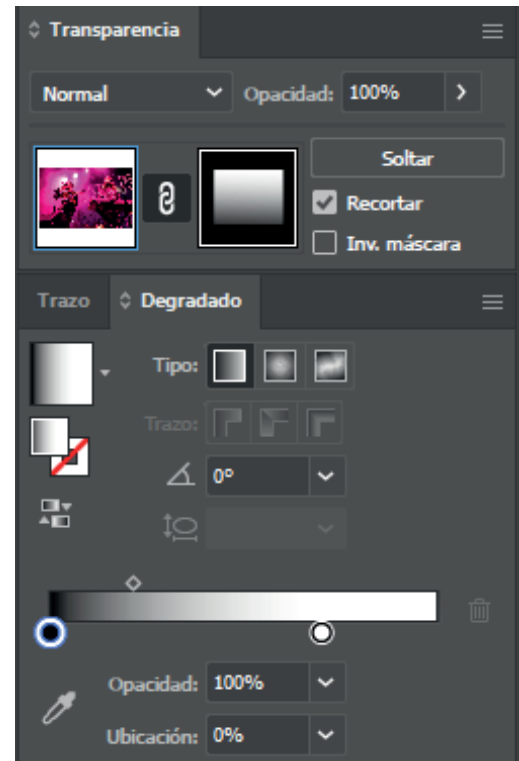 Transparencia
Normal Opacidad: 100%
Soltar
Recortar
Inv. máscara
Trazo Degradado
Tipo:
Trazo:
0°
Opacidad: 100%
Ubicación: 0%